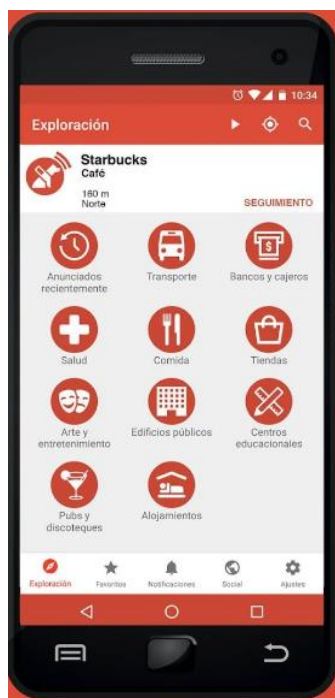 10:34
Exploración
Starbucks
Café
160 m
Norte
SEGUIMIENTO
Anunciados
recientemente
Transporte
Bancos y cajeros
Salud
Comida
Tiendas
Arte y
entretenimiento
Edificios públicos
Centros
educacionales
Pubs y
discoteques
Alojamientos
Exploración
Favoritos
Notificaciones
Social
Ajustes